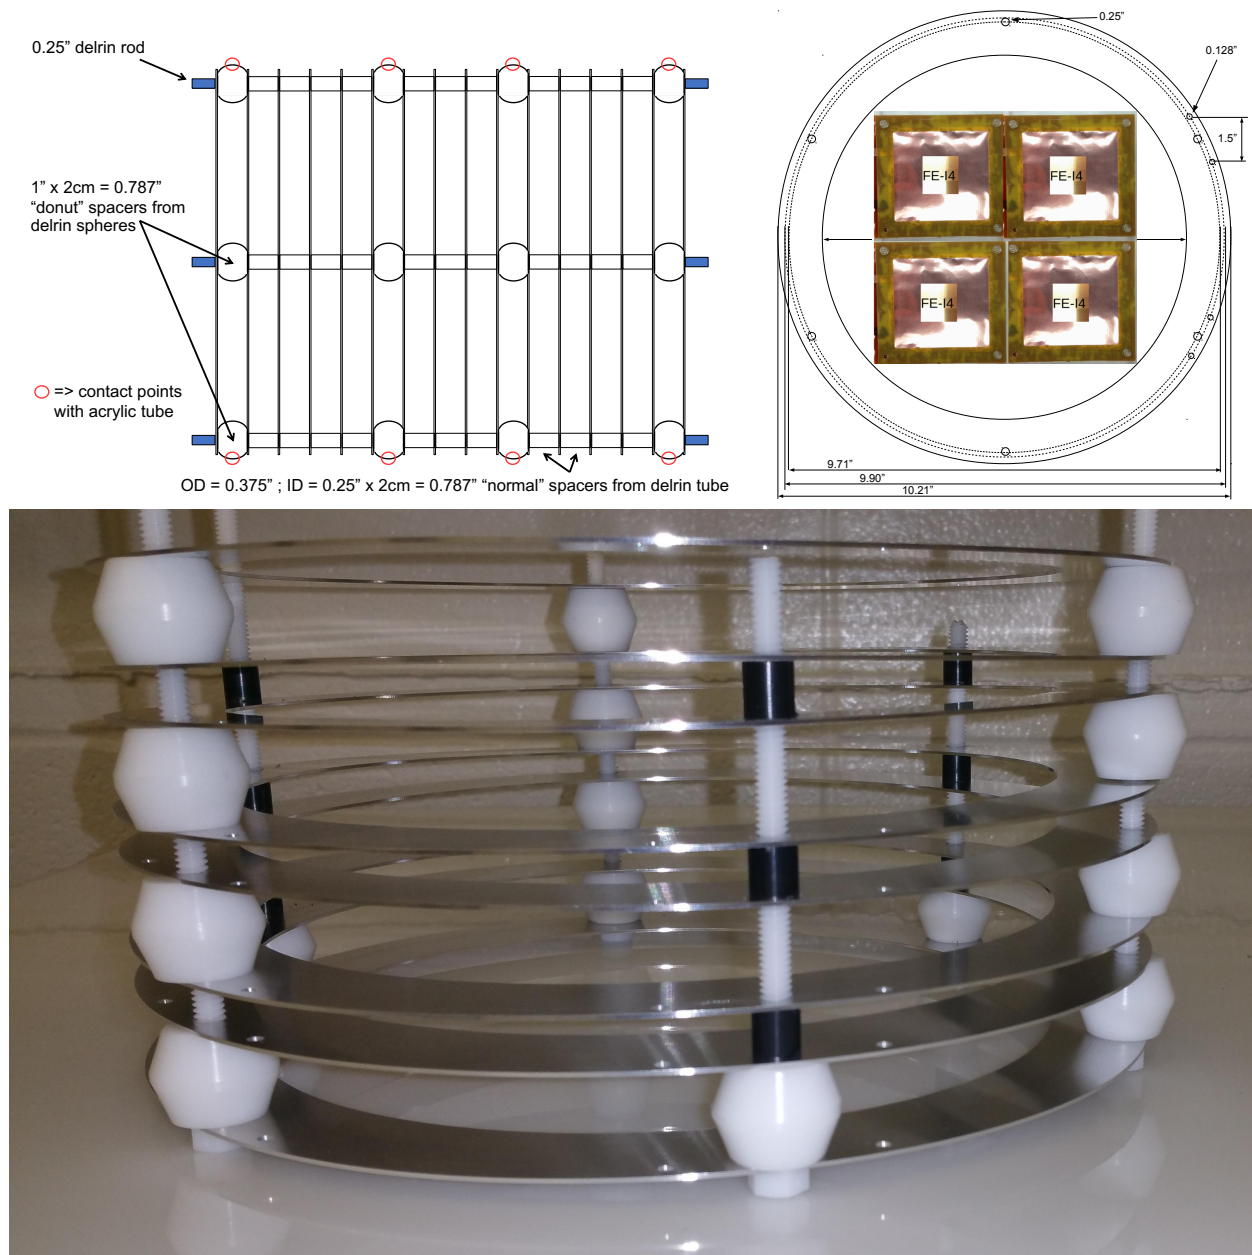 0.25” delrin rod
1” x 2cm = 0.787”
“donut” spacers from
delrin spheres
=> contact points
with acrylic tube
OD = 0.375” ; ID = 0.25” x 2cm = 0.787” “normal” spacers from delrin tube
0.25”
0.128”
1.5”
FE-I4
FE-I4
FE-I4
FE-I4
9.71”
9.90”
10.21”